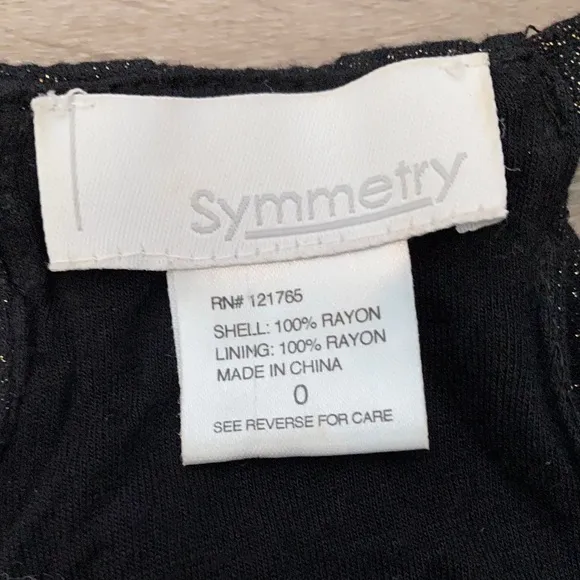 Symmetry
RN# 121765
SHELL: 100% RAYON
LINING: 100% RAYON
MADE IN CHINA
0
SEE REVERSE FOR CARE